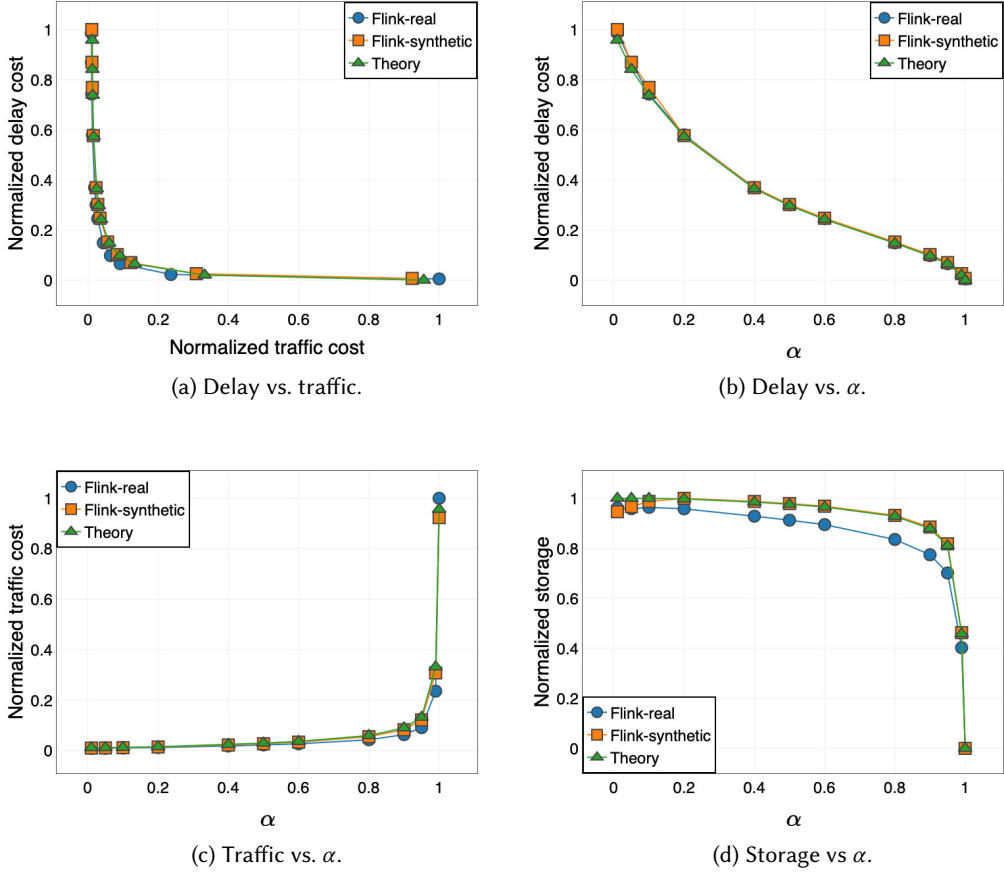 Normalized delay cost
1
0.8
0.6
0.4
0.2
0
Flink-real
Flink-synthetic
Theory
0 0.2 0.4 0.6 0.8 1
Normalized traffic cost
(a) Delay vs. traffic.
Normalized delay cost
1
0.8
0.6
0.4
0.2
0
Flink-real
Flink-synthetic
Theory
0 0.2 0.4 0.6 0.8 1
α
(b) Delay vs. α.
Normalized traffic cost
1
0.8
0.6
0.4
0.2
0
Flink-real
Flink-synthetic
Theory
0 0.2 0.4 0.6 0.8 1
α
(c) Traffic vs. α.
Normalized storage
1
0.8
0.6
0.4
0.2
0
Flink-real
Flink-synthetic
Theory
0 0.2 0.4 0.6 0.8 1
α
(d) Storage vs α.